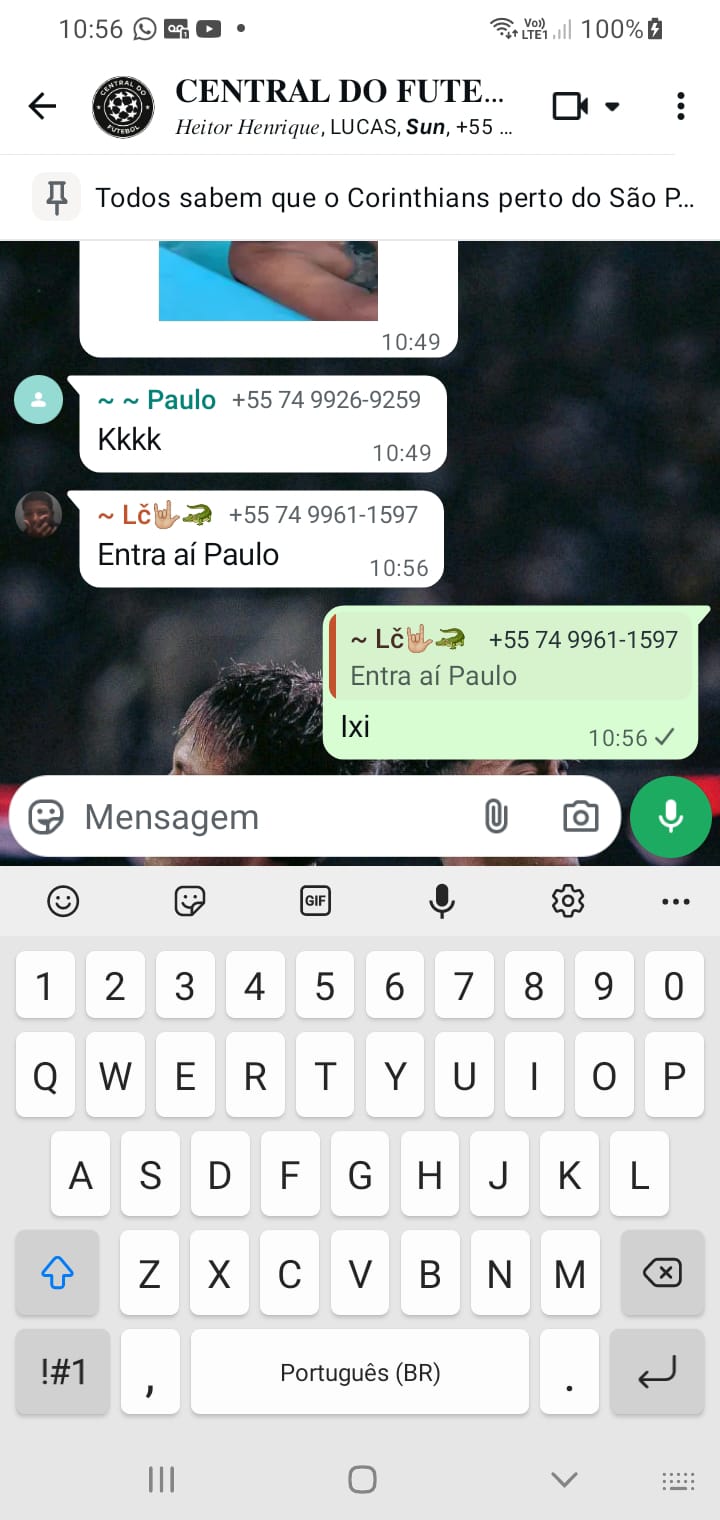 10:56 Vo)) LTE1 100%
CENTRAL DO FUTEBOL
CENTRAL DO FUTE...
Heitor Henrique, LUCAS, Sun, +55 ...
Todos sabem que o Corinthians perto do São P...
10:49
~ ~ Paulo +55 74 9926-9259
Kkkk
10:49
~ Lč🤟🏼🐊 +55 74 9961-1597
Entra aí Paulo
10:56
~ Lč🤟🏼🐊 +55 74 9961-1597
Entra aí Paulo
Ixi
10:56
Mensagem
GIF
1 2 3 4 5 6 7 8 9 0
Q W E R T Y U I O P
A S D F G H J K L
Z X C V B N M
!#1 , Português (BR) .